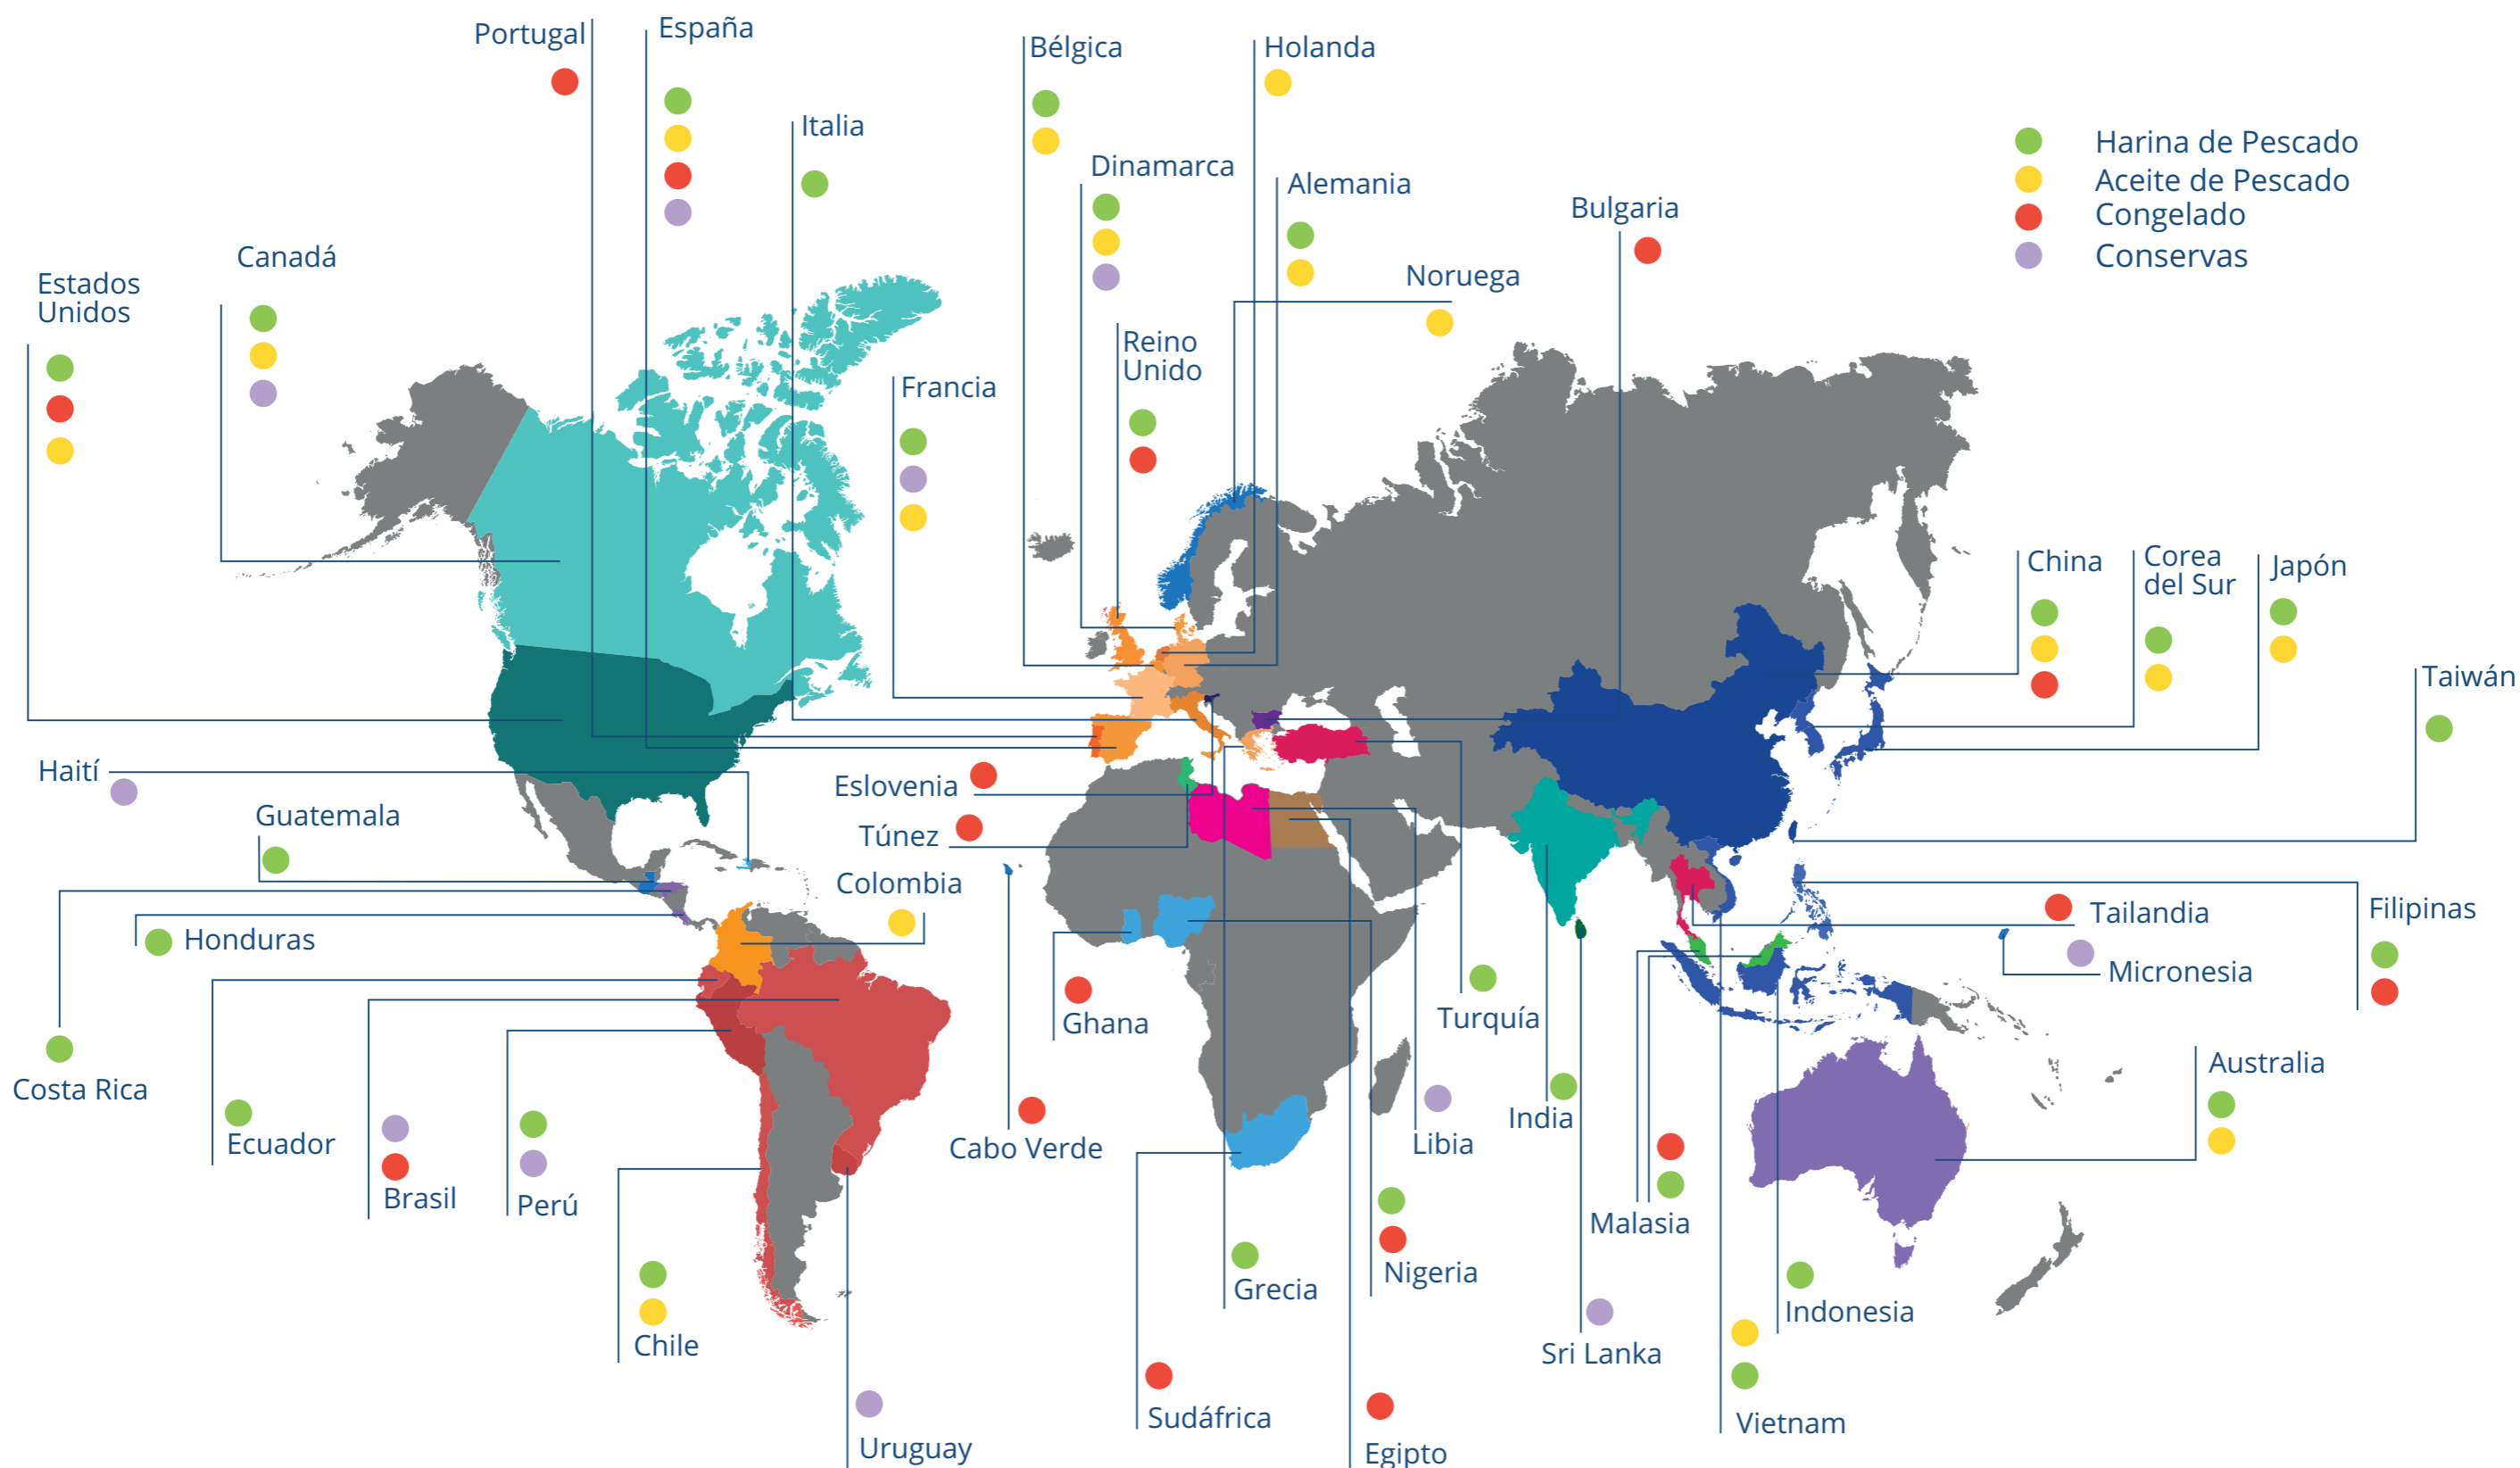 Portugal
España
Bélgica
Holanda
Italia
Harina de Pescado
Dinamarca
Aceite de Pescado
Alemania
Bulgaria
Congelado
Canadá
Conservas
Estados
Unidos
Noruega
Reino
Unido
Francia
China
Corea
del Sur
Japón
Taiwán
Haití
Eslovenia
Guatemala
Túnez
Colombia
Tailandia
Filipinas
Honduras
Micronesia
Ghana
Turquía
Costa Rica
Australia
Ecuador
Cabo Verde
Libia
India
Brasil
Perú
Malasia
Nigeria
Grecia
Indonesia
Chile
Sri Lanka
Sudáfrica
Vietnam
Uruguay
Egipto